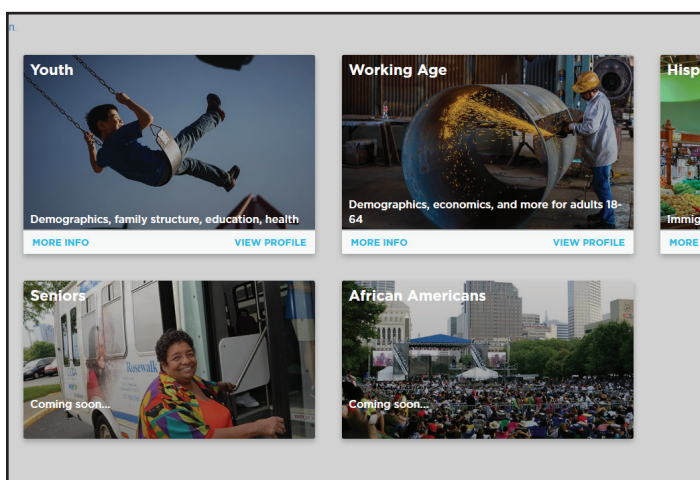 n.
Youth
Demographics, family structure, education, health
MORE INFO
VIEW PROFILE
Working Age
Demographics, economics, and more for adults 18-
64
MORE INFO
VIEW PROFILE
Hisp
Immig
MORE
Seniors
Rosewalk
Coming soon...
African Americans
Coming soon...